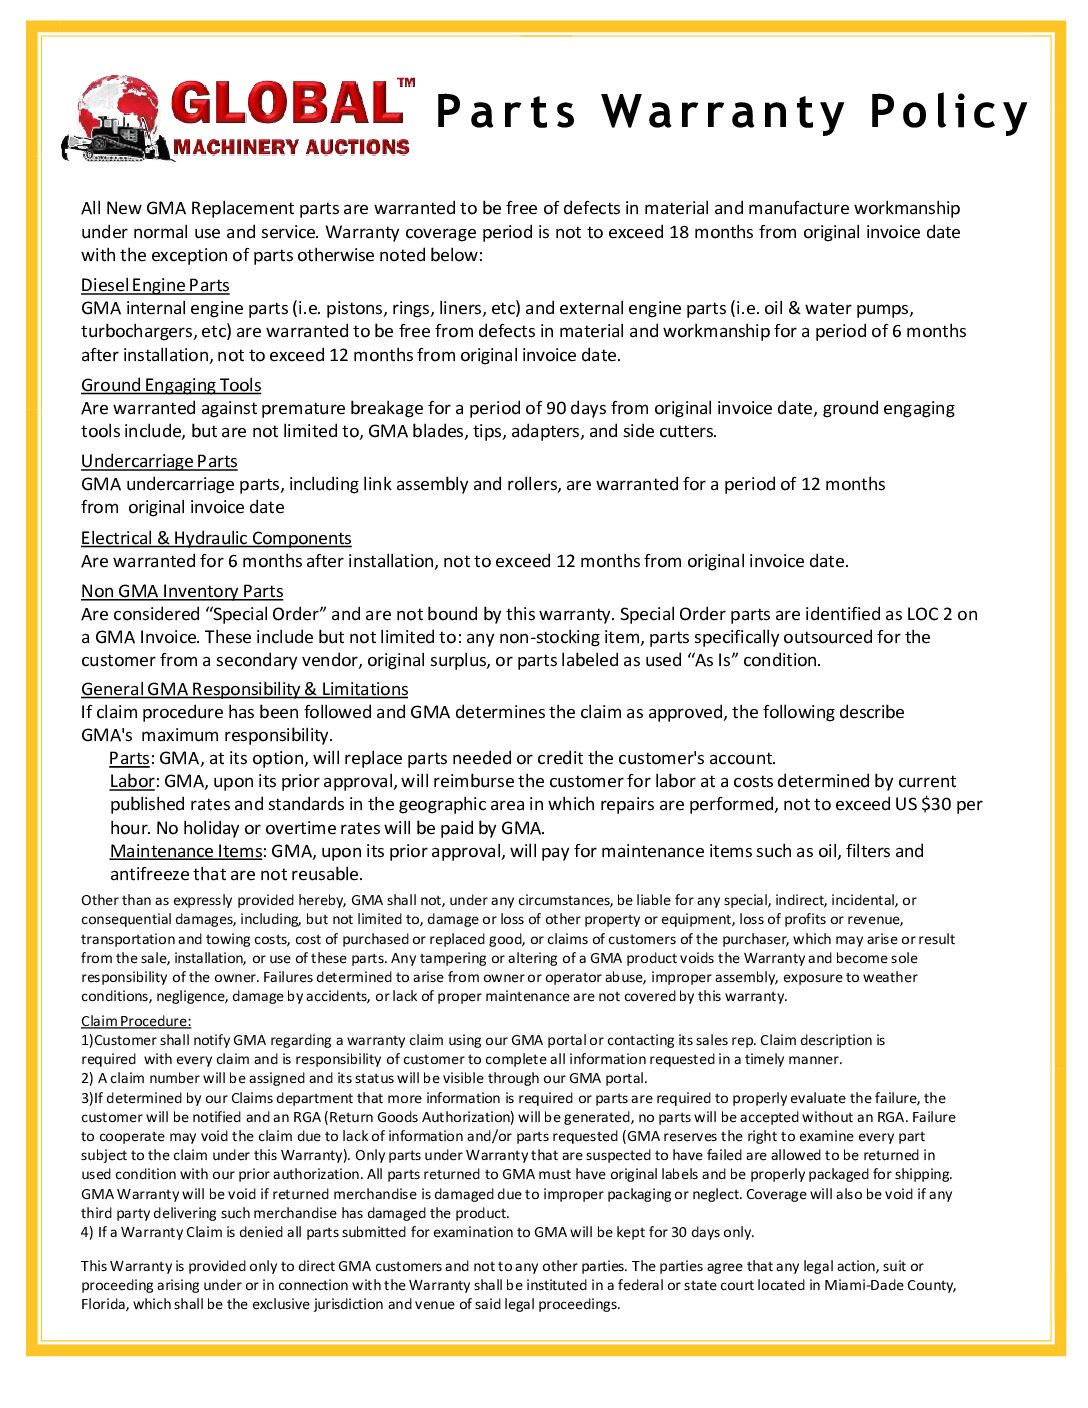 GLOBAL™
MACHINERY AUCTIONS
Parts Warranty Policy
All New GMA Replacement parts are warranted to be free of defects in material and manufacture workmanship
under normal use and service. Warranty coverage period is not to exceed 18 months from original invoice date
with the exception of parts otherwise noted below:
Diesel Engine Parts
GMA internal engine parts (i.e. pistons, rings, liners, etc) and external engine parts (i.e. oil & water pumps,
turbochargers, etc) are warranted to be free from defects in material and workmanship for a period of 6 months
after installation, not to exceed 12 months from original invoice date.
Ground Engaging Tools
Are warranted against premature breakage for a period of 90 days from original invoice date, ground engaging
tools include, but are not limited to, GMA blades, tips, adapters, and side cutters.
Undercarriage Parts
GMA undercarriage parts, including link assembly and rollers, are warranted for a period of 12 months
from original invoice date
Electrical & Hydraulic Components
Are warranted for 6 months after installation, not to exceed 12 months from original invoice date.
Non GMA Inventory Parts
Are considered “Special Order” and are not bound by this warranty. Special Order parts are identified as LOC 2 on
a GMA Invoice. These include but not limited to: any non-stocking item, parts specifically outsourced for the
customer from a secondary vendor, original surplus, or parts labeled as used “As Is” condition.
General GMA Responsibility & Limitations
If claim procedure has been followed and GMA determines the claim as approved, the following describe
GMA's maximum responsibility.
Parts: GMA, at its option, will replace parts needed or credit the customer's account.
Labor: GMA, upon its prior approval, will reimburse the customer for labor at a costs determined by current
published rates and standards in the geographic area in which repairs are performed, not to exceed US $30 per
hour. No holiday or overtime rates will be paid by GMA.
Maintenance Items: GMA, upon its prior approval, will pay for maintenance items such as oil, filters and
antifreeze that are not reusable.
Other than as expressly provided hereby, GMA shall not, under any circumstances, be liable for any special, indirect, incidental, or
consequential damages, including, but not limited to, damage or loss of other property or equipment, loss of profits or revenue,
transportation and towing costs, cost of purchased or replaced good, or claims of customers of the purchaser, which may arise or result
from the sale, installation, or use of these parts. Any tampering or altering of a GMA product voids the Warranty and become sole
responsibility of the owner. Failures determined to arise from owner or operator abuse, improper assembly, exposure to weather
conditions, negligence, damage by accidents, or lack of proper maintenance are not covered by this warranty.
Claim Procedure:
1)Customer shall notify GMA regarding a warranty claim using our GMA portal or contacting its sales rep. Claim description is
required with every claim and is responsibility of customer to complete all information requested in a timely manner.
2) A claim number will be assigned and its status will be visible through our GMA portal.
3)If determined by our Claims department that more information is required or parts are required to properly evaluate the failure, the
customer will be notified and an RGA (Return Goods Authorization) will be generated, no parts will be accepted without an RGA. Failure
to cooperate may void the claim due to lack of information and/or parts requested (GMA reserves the right to examine every part
subject to the claim under this Warranty). Only parts under Warranty that are suspected to have failed are allowed to be returned in
used condition with our prior authorization. All parts returned to GMA must have original labels and be properly packaged for shipping.
GMA Warranty will be void if returned merchandise is damaged due to improper packaging or neglect. Coverage will also be void if any
third party delivering such merchandise has damaged the product.
4) If a Warranty Claim is denied all parts submitted for examination to GMA will be kept for 30 days only.
This Warranty is provided only to direct GMA customers and not to any other parties. The parties agree that any legal action, suit or
proceeding arising under or in connection with the Warranty shall be instituted in a federal or state court located in Miami-Dade County,
Florida, which shall be the exclusive jurisdiction and venue of said legal proceedings.